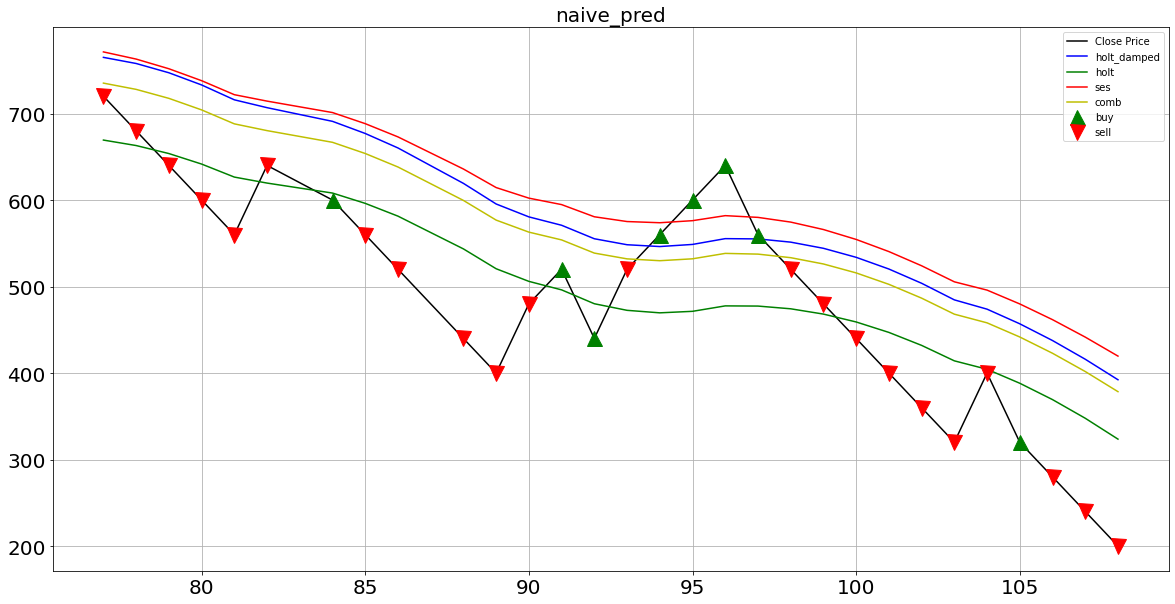 naive_pred
Close Price
holt_damped
holt
ses
comb
buy
sell
700
600
500
400
300
200
80 85 90 95 100 105